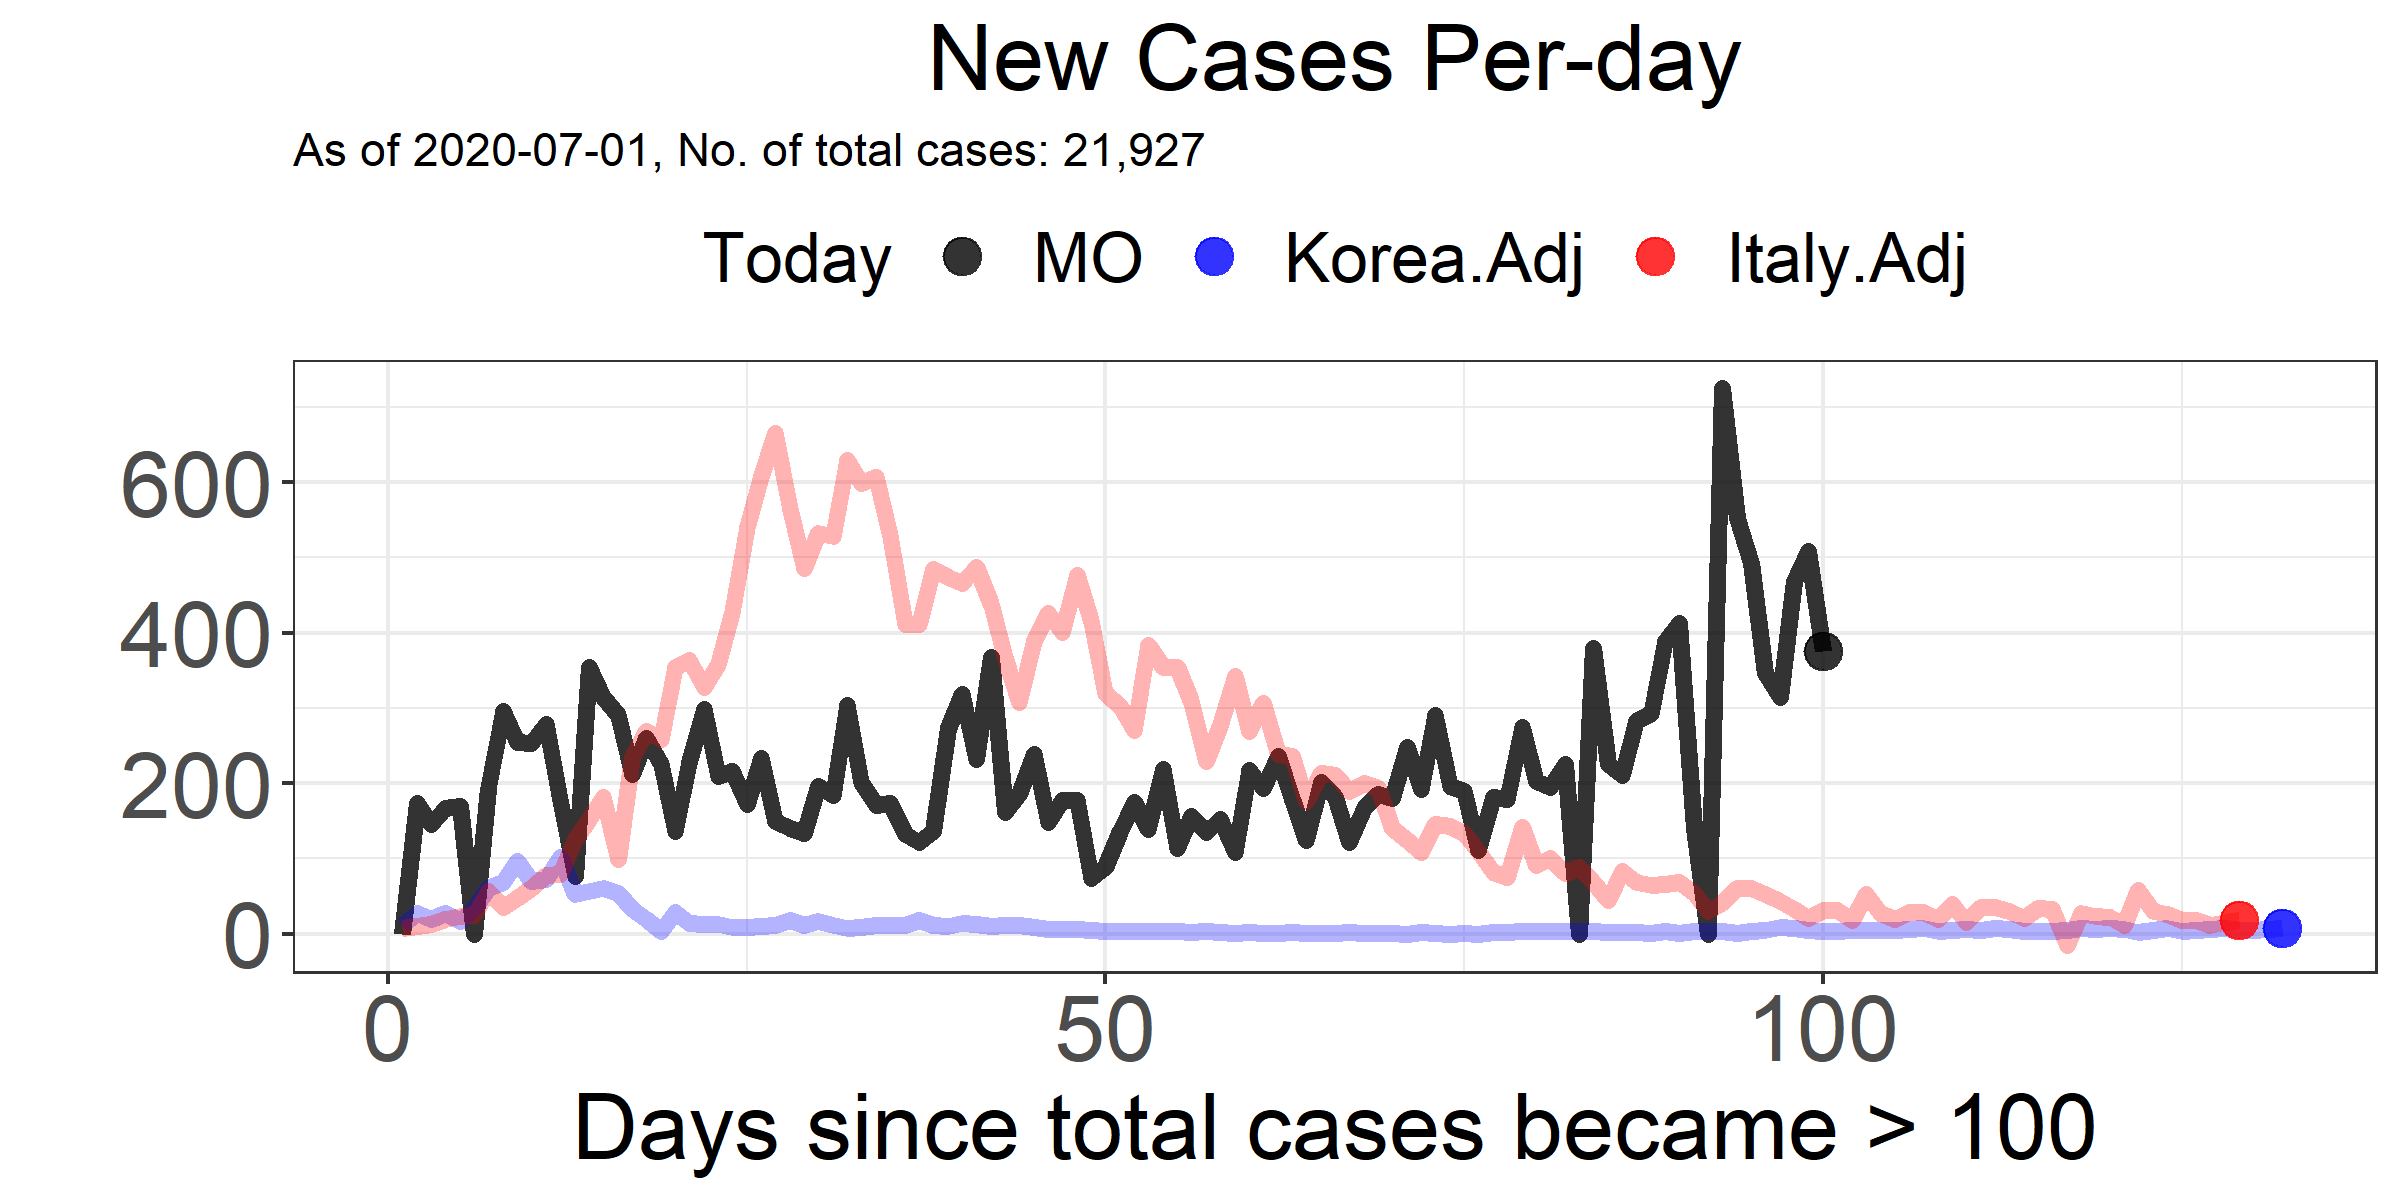 New Cases Per-day
As of 2020-07-01, No. of total cases: 21,927
Today MO Korea.Adj Italy.Adj
600
400
200
0
0 50 100
Days since total cases became > 100